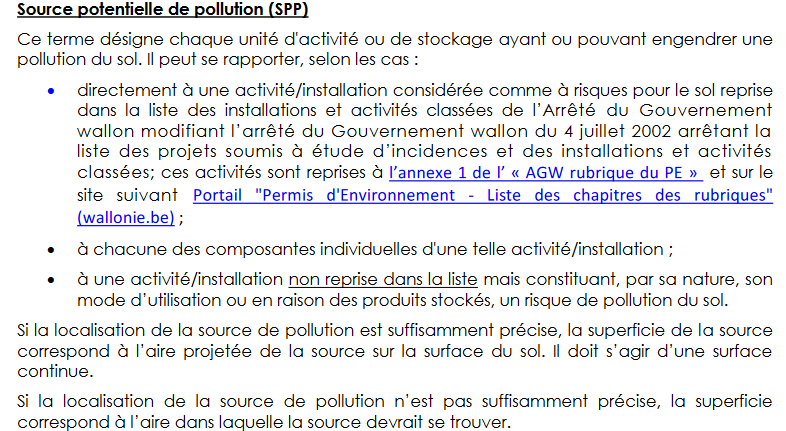 Source potentielle de pollution (SPP)
Ce terme désigne chaque unité d'activité ou de stockage ayant ou pouvant engendrer une
pollution du sol. Il peut se rapporter, selon les cas :
• directement à une activité/installation considérée comme à risques pour le sol reprise
dans la liste des installations et activités classées de l'Arrêté du Gouvernement
wallon modifiant l'arrêté du Gouvernement wallon du 4 juillet 2002 arrêtant la
liste des projets soumis à étude d'incidences et des installations et activités
classées; ces activités sont reprises à l'annexe 1 de l' « AGW rubrique du PE » et sur le
site suivant Portail "Permis d'Environnement - Liste des chapitres des rubriques"
(wallonie.be) ;
• à chacune des composantes individuelles d'une telle activité/installation ;
• à une activité/installation non reprise dans la liste mais constituant, par sa nature, son
mode d'utilisation ou en raison des produits stockés, un risque de pollution du sol.
Si la localisation de la source de pollution est suffisamment précise, la superficie de la source
correspond à l'aire projetée de la source sur la surface du sol. Il doit s'agir d'une surface
continue.
Si la localisation de la source de pollution n'est pas suffisamment précise, la superficie
correspond à l'aire dans laquelle la source devrait se trouver.